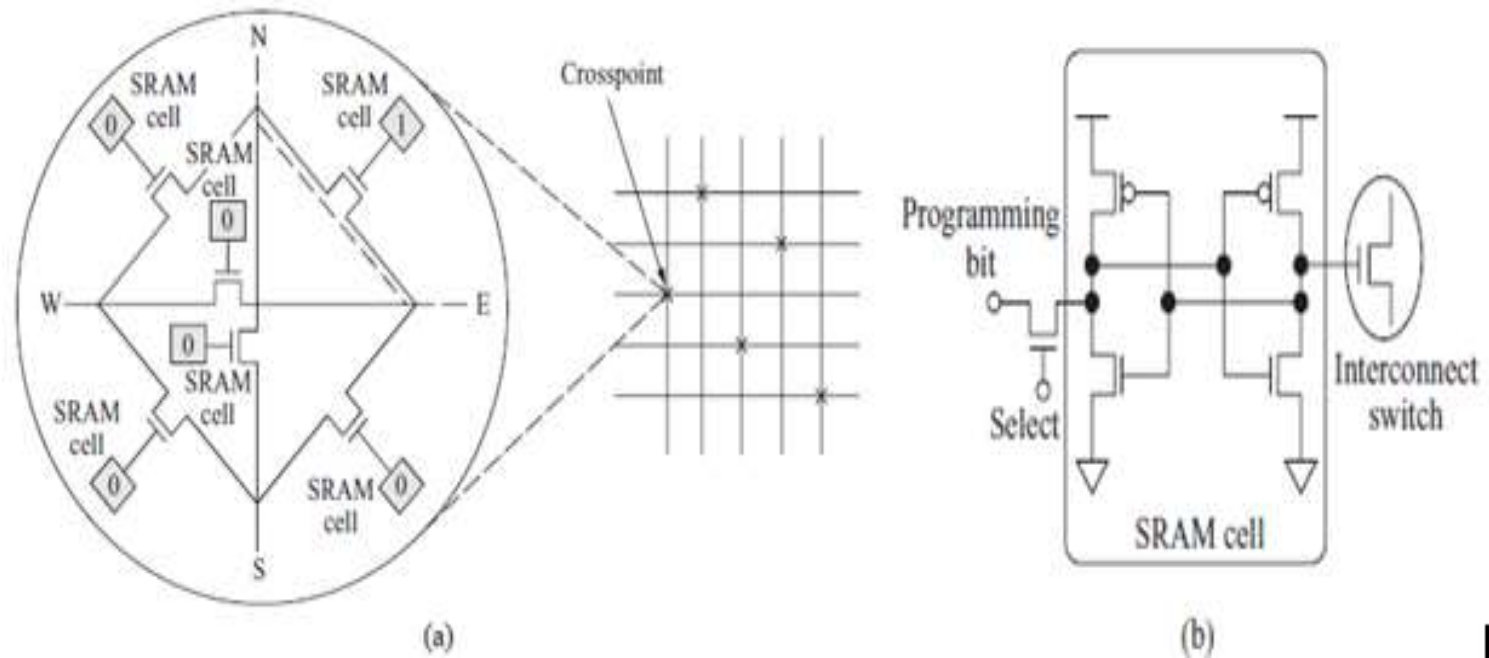 N
SRAM
cell
0
SRAM
cell
1
SRAM
cell
0
W
E
0
SRAM
cell
SRAM
cell
0
SRAM
cell
0
S
(a)
Crosspoint
Programming
bit
Select
Interconnect
switch
SRAM cell
(b)